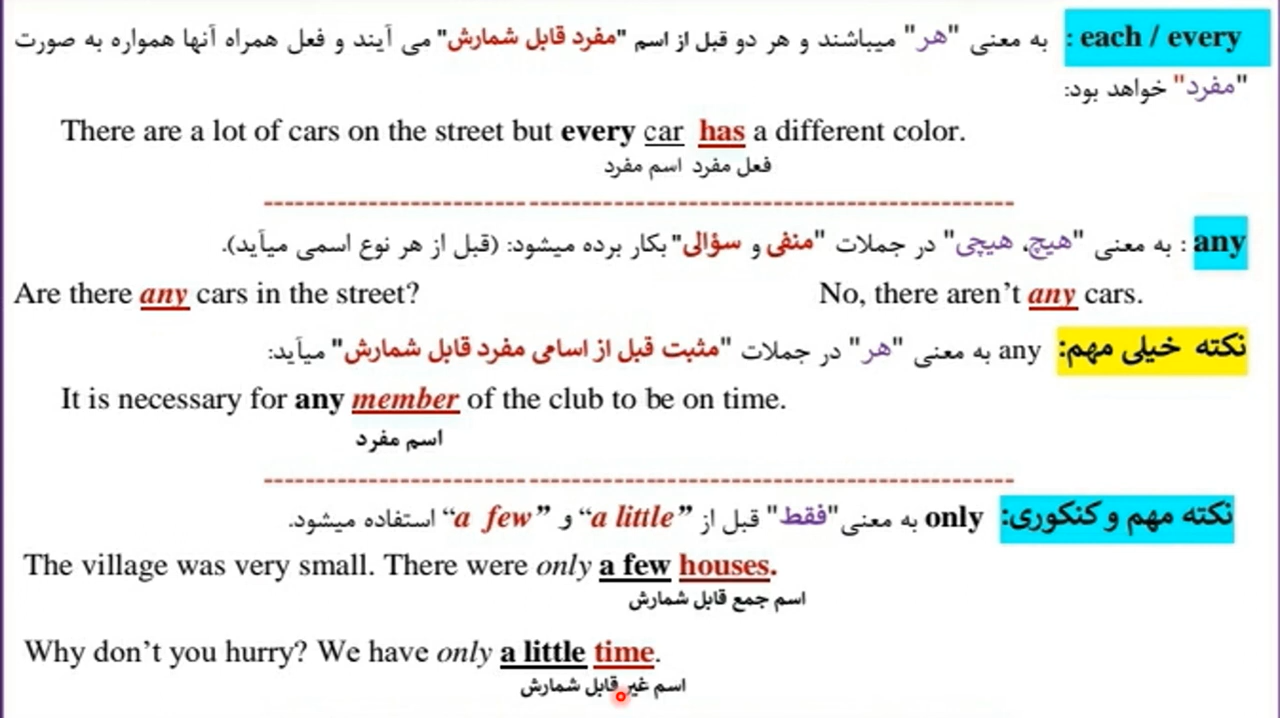 each / every : به معنی "هر" میباشند و هر دو قبل از اسم "مفرد قابل شمارش" می آیند و فعل همراه آنها همواره به صورت
"مفرد" خواهد بود:
There are a lot of cars on the street but every car has a different color.
فعل مفرد اسم مفرد
any : به معنی "هیچ، هیچی" در جملات "منفی و سؤالی" بکار برده میشود: (قبل از هر نوع اسمی میآید).
Are there any cars in the street? No, there aren't any cars.
نکته خیلی مهم: any به معنی "هر" در جملات "مثبت قبل از اسامی مفرد قابل شمارش" میآید:
It is necessary for any member of the club to be on time.
اسم مفرد
نکته مهم و کنکوری: only به معنی "فقط" قبل از “a little” و “a few” استفاده میشود.
The village was very small. There were only a few houses.
اسم جمع قابل شمارش
Why don't you hurry? We have only a little time.
اسم غیر قابل شمارش